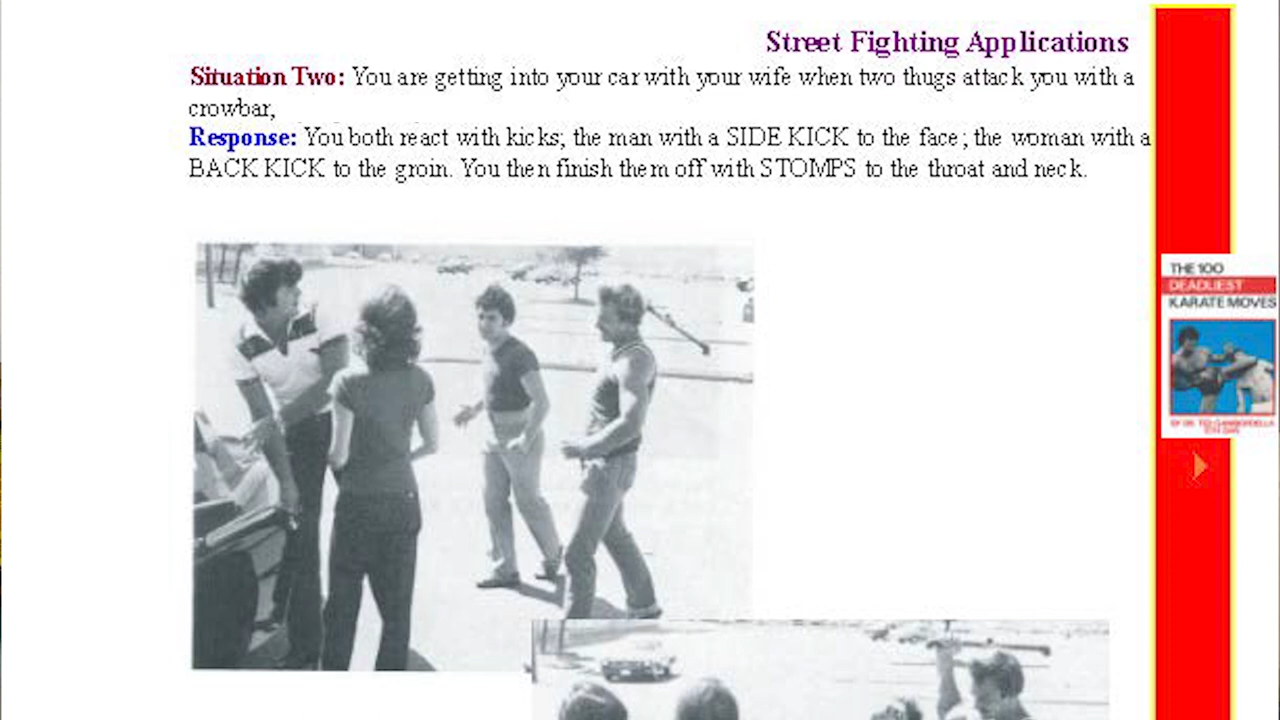 Street Fighting Applications
Situation Two: You are getting into your car with your wife when two thugs attack you with a
crowbar,
Response: You both react with kicks; the man with a SIDE KICK to the face; the woman with a
BACK KICK to the groin. You then finish them off with STOMPS to the throat and neck.
THE 100
DEADLIEST
KARATE MOVES